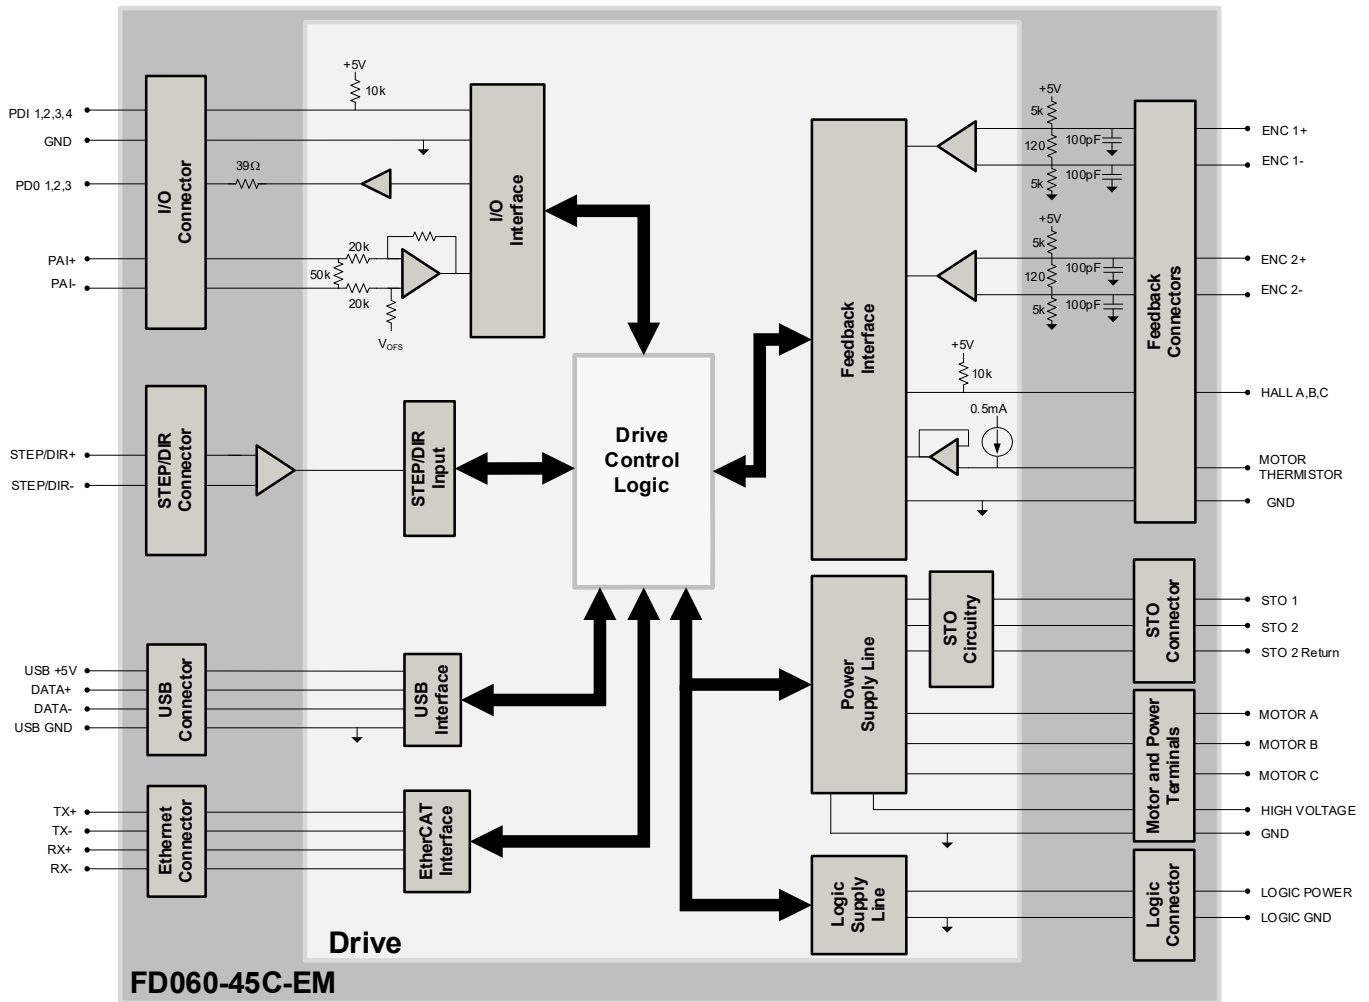 PDI 1,2,3,4
GND
PD0 1,2,3
PAI+
PAI-
I/O
Connector
39Ω
+5V
10k
20k
50k
20k
VOFS
I/O
Interface
STEP/DIR+
STEP/DIR-
STEP/DIR
Connector
STEP/DIR
Input
USB +5V
DATA+
DATA-
USB GND
USB
Connector
USB
Interface
TX+
TX-
RX+
RX-
Ethernet
Connector
EtherCAT
Interface
Drive
Control
Logic
Feedback
Interface
+5V
5k
120
5k
100pF
100pF
+5V
5k
120
5k
100pF
100pF
+5V
10k
0.5mA
Feedback
Connectors
ENC 1+
ENC 1-
ENC 2+
ENC 2-
HALL A,B,C
MOTOR
THERMISTOR
GND
Power
Supply Line
STO
Circuitry
STO
Connector
STO 1
STO 2
STO 2 Return
Motor and Power
Terminals
MOTOR A
MOTOR B
MOTOR C
HIGH VOLTAGE
GND
Logic
Supply
Line
Logic
Connector
LOGIC POWER
LOGIC GND
Drive
FD060-45C-EM